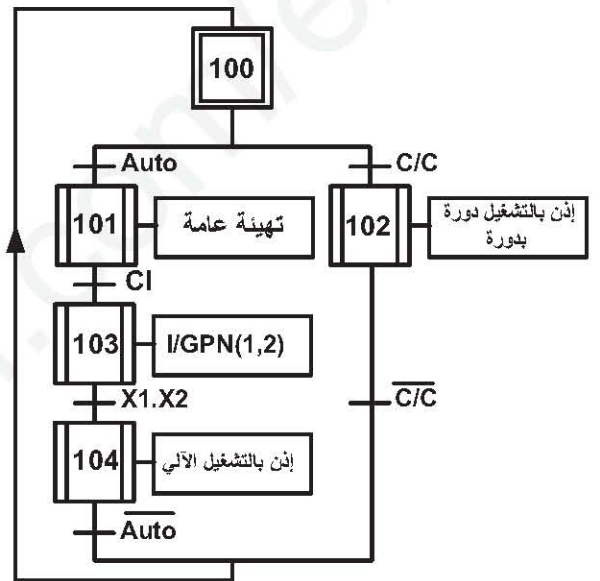 100
Auto
C/C
101
تهيئة عامة
102
إذن بالتشغيل دورة
بدورة
CI
103
I/GPN(1,2)
X1.X2
C̅/̅C̅
104
إذن بالتشغيل الآلي
A̅u̅t̅o̅